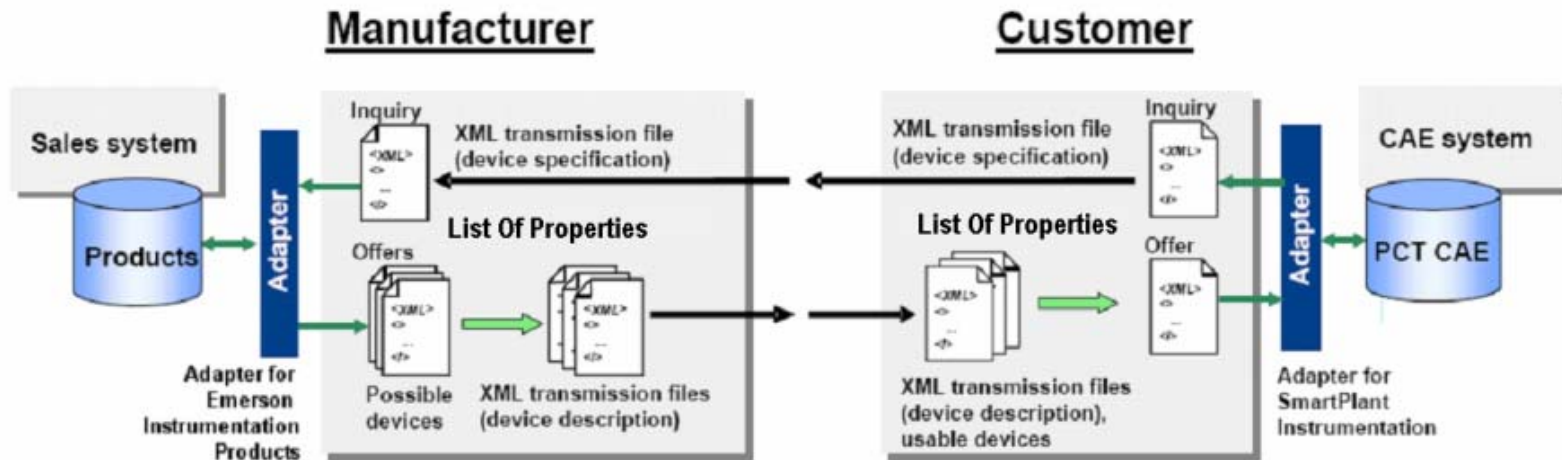 Manufacturer
Customer
Sales system
Products
Adapter
Adapter for
Emerson
Instrumentation
Products
Inquiry
<XML>
<>
...
</>
XML transmission file
(device specification)
List Of Properties
Offers
<XML>
<>
...
</>
Possible
devices
<XML>
<>
...
</>
XML transmission files
(device description)
XML transmission file
(device specification)
Inquiry
<XML>
<>
...
</>
List Of Properties
<XML>
<>
...
</>
XML transmission files
(device description),
usable devices
Offer
<XML>
<>
...
</>
Adapter
CAE system
PCT CAE
Adapter for
SmartPlant
Instrumentation